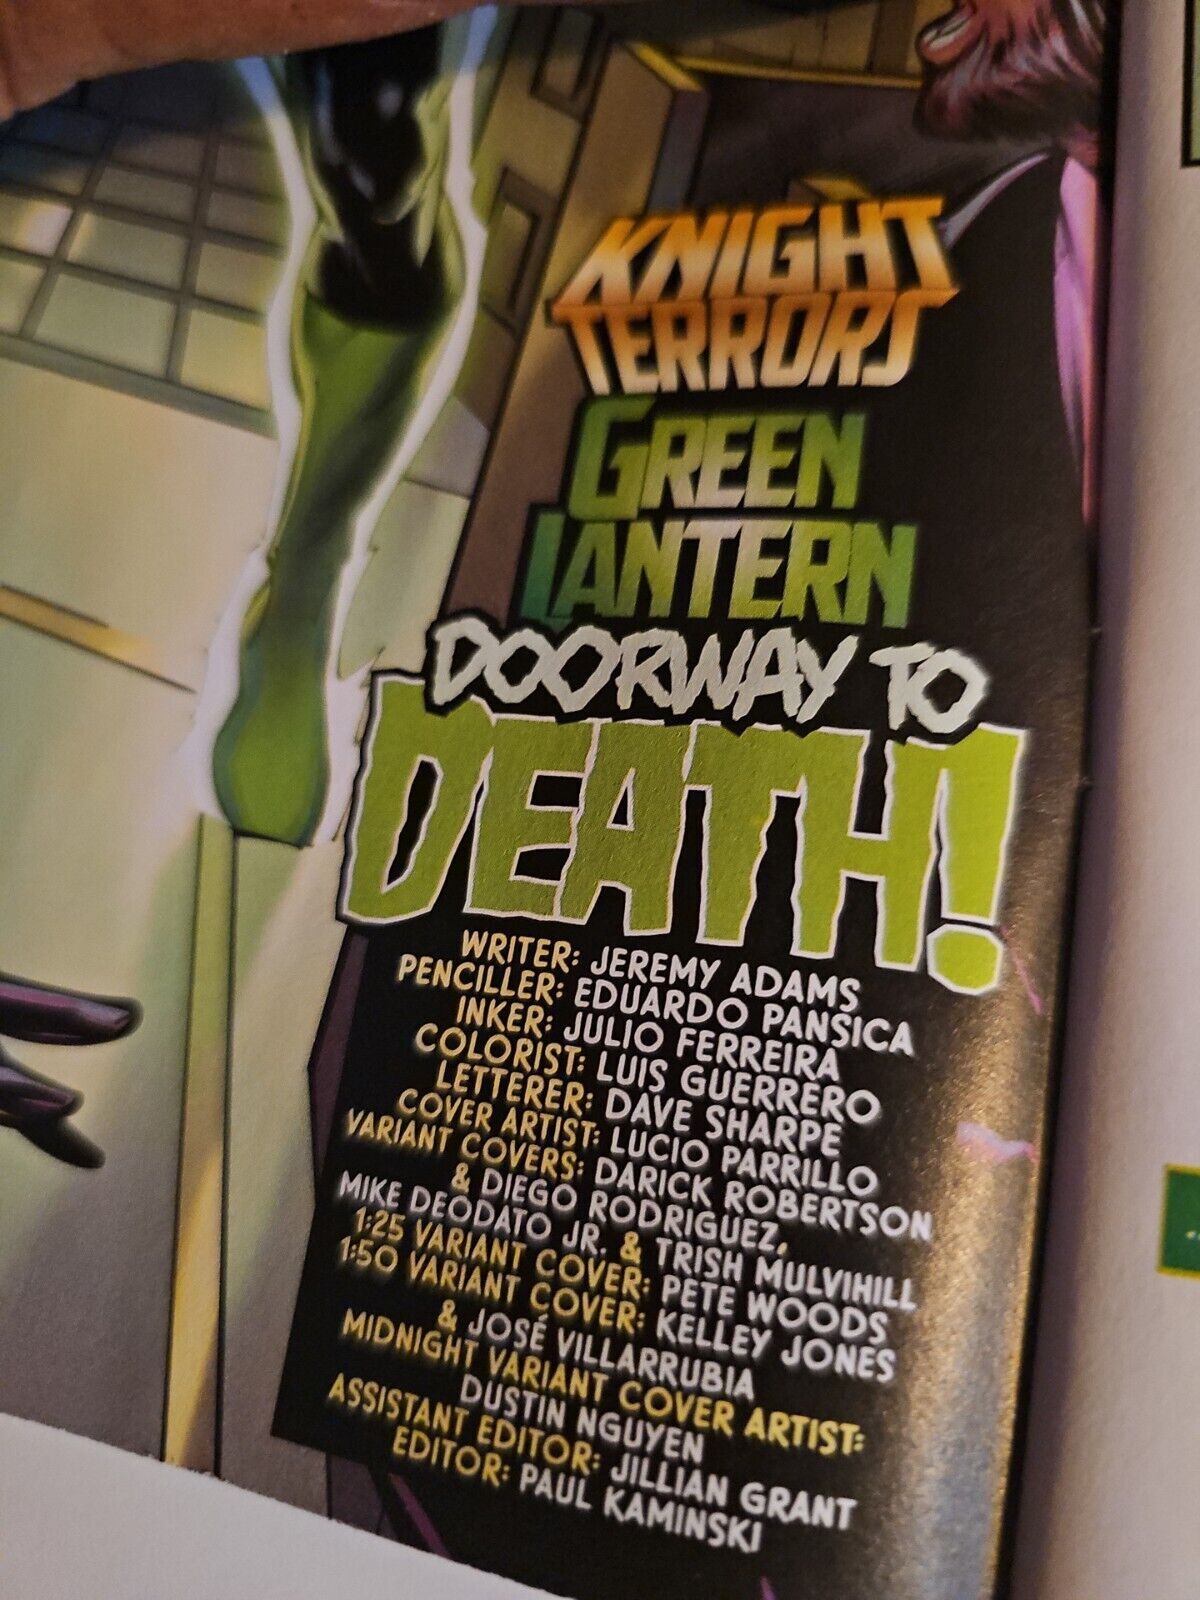 KNIGHT
TERRORS
GREEN
LANTERN
DOORWAY TO
DEATH!
WRITER: JEREMY ADAMS
PENCILLER: EDUARDO PANSICA
INKER: JULIO FERREIRA
COLORIST: LUIS GUERRERO
LETTERER: DAVE SHARPE
COVER ARTIST: LUCIO PARRILLO
VARIANT COVERS: DARICK ROBERTSON
& DIEGO RODRIGUEZ,
MIKE DEODATO JR. & TRISH MULVIHILL
1:25 VARIANT COVER: PETE WOODS
1:50 VARIANT COVER: KELLEY JONES
& JOSÉ VILLARRUBIA
MIDNIGHT VARIANT COVER ARTIST:
DUSTIN NGUYEN
ASSISTANT EDITOR: JILLIAN GRANT
EDITOR: PAUL KAMINSKI